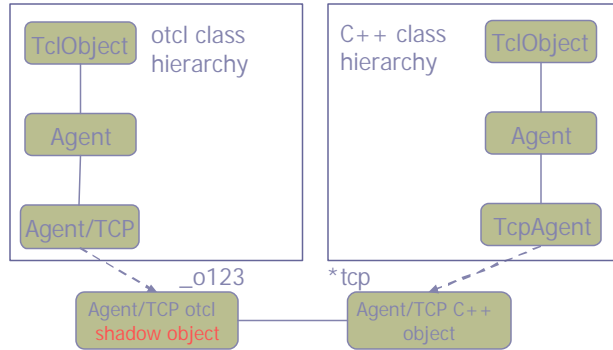 otcl class
hierarchy
TclObject
Agent
Agent/TCP
C++ class
hierarchy
TclObject
Agent
TcpAgent
_o123
*tcp
Agent/TCP otcl
shadow object
Agent/TCP C++
object